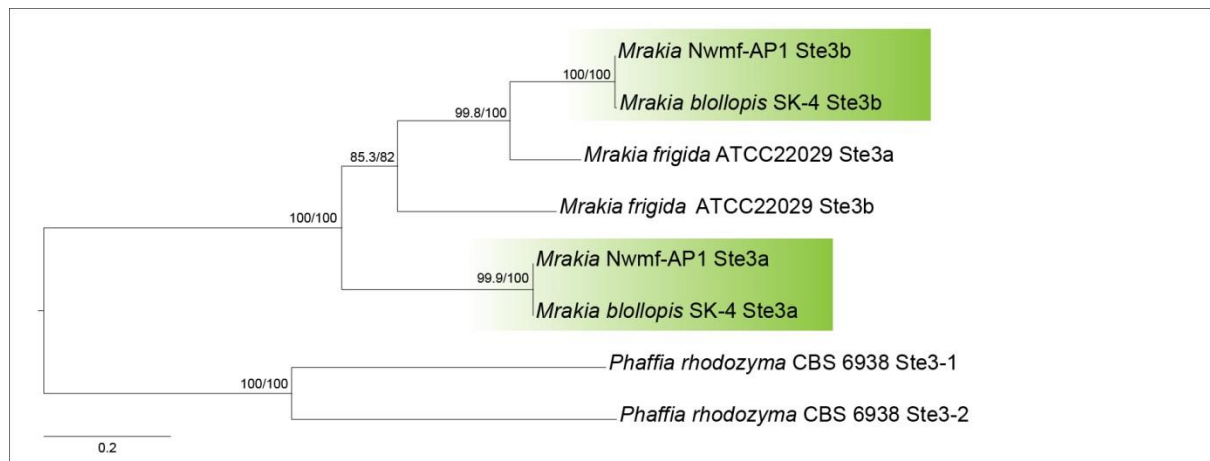 Mrakia Nwmf-AP1 Ste3b
100/100
Mrakia blollopis SK-4 Ste3b
99.8/100
Mrakia frigida ATCC22029 Ste3a
85.3/82
Mrakia frigida ATCC22029 Ste3b
100/100
Mrakia Nwmf-AP1 Ste3a
99.9/100
Mrakia blollopis SK-4 Ste3a
Phaffia rhodozyma CBS 6938 Ste3-1
100/100
Phaffia rhodozyma CBS 6938 Ste3-2
0.2